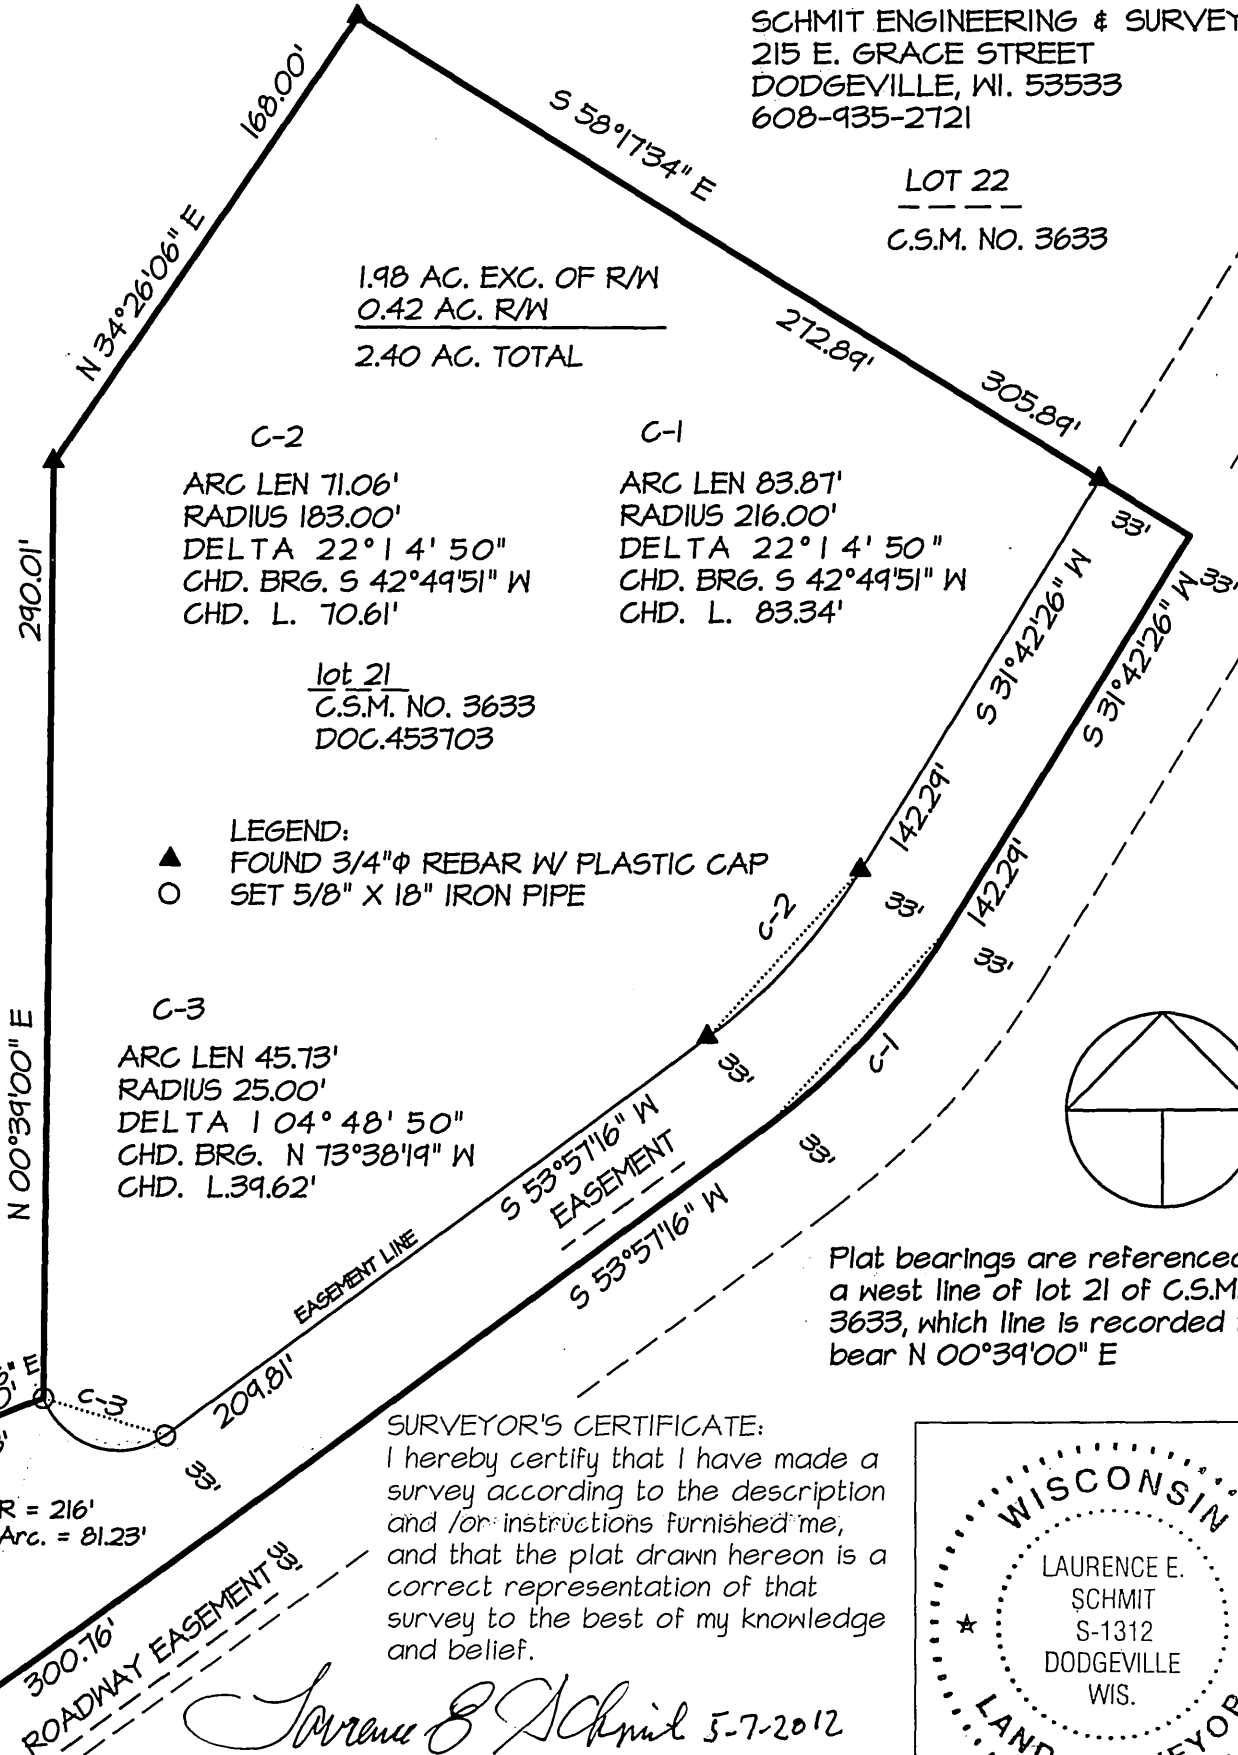 SCHMIT ENGINEERING & SURVEY
215 E. GRACE STREET
DODGEVILLE, WI. 53533
608-935-2721
LOT 22
C.S.M. NO. 3633
168.00'
N 34°26'06" E
S 58°17'34" E
272.89'
305.89'
1.98 AC. EXC. OF R/W
0.42 AC. R/W
2.40 AC. TOTAL
C-2
ARC LEN 71.06'
RADIUS 183.00'
DELTA 22°14'50"
CHD. BRG. S 42°49'51" W
CHD. L. 70.61'
C-1
ARC LEN 83.87'
RADIUS 216.00'
DELTA 22°14'50"
CHD. BRG. S 42°49'51" W
CHD. L. 83.34'
33'
33'
S 31°42'26" W
S 31°42'26" W
290.01'
lot 21
C.S.M. NO. 3633
DOC.453703
142.29'
142.29'
LEGEND:
▲ FOUND 3/4"Φ REBAR W/ PLASTIC CAP
○ SET 5/8" X 18" IRON PIPE
C-2
33'
33'
C-3
ARC LEN 45.73'
RADIUS 25.00'
DELTA 104°48'50"
CHD. BRG. N 73°38'19" W
CHD. L.39.62'
N 00°39'00" E
33'
C-1
33'
S 53°57'16" W
EASEMENT
S 53°57'16" W
EASEMENT LINE
Plat bearings are referenced
a west line of lot 21 of C.S.M.
3633, which line is recorded
bear N 00°39'00" E
" E
C-3
209.81'
33'
R = 216'
Arc. = 81.23'
SURVEYOR'S CERTIFICATE:
I hereby certify that I have made a
survey according to the description
and /or instructions furnished me,
and that the plat drawn hereon is a
correct representation of that
survey to the best of my knowledge
and belief.
33'
300.76'
ROADWAY EASEMENT
Laurence E Schmit 5-7-2012
WISCONSIN
LAURENCE E.
SCHMIT
S-1312
DODGEVILLE
WIS.
LAND